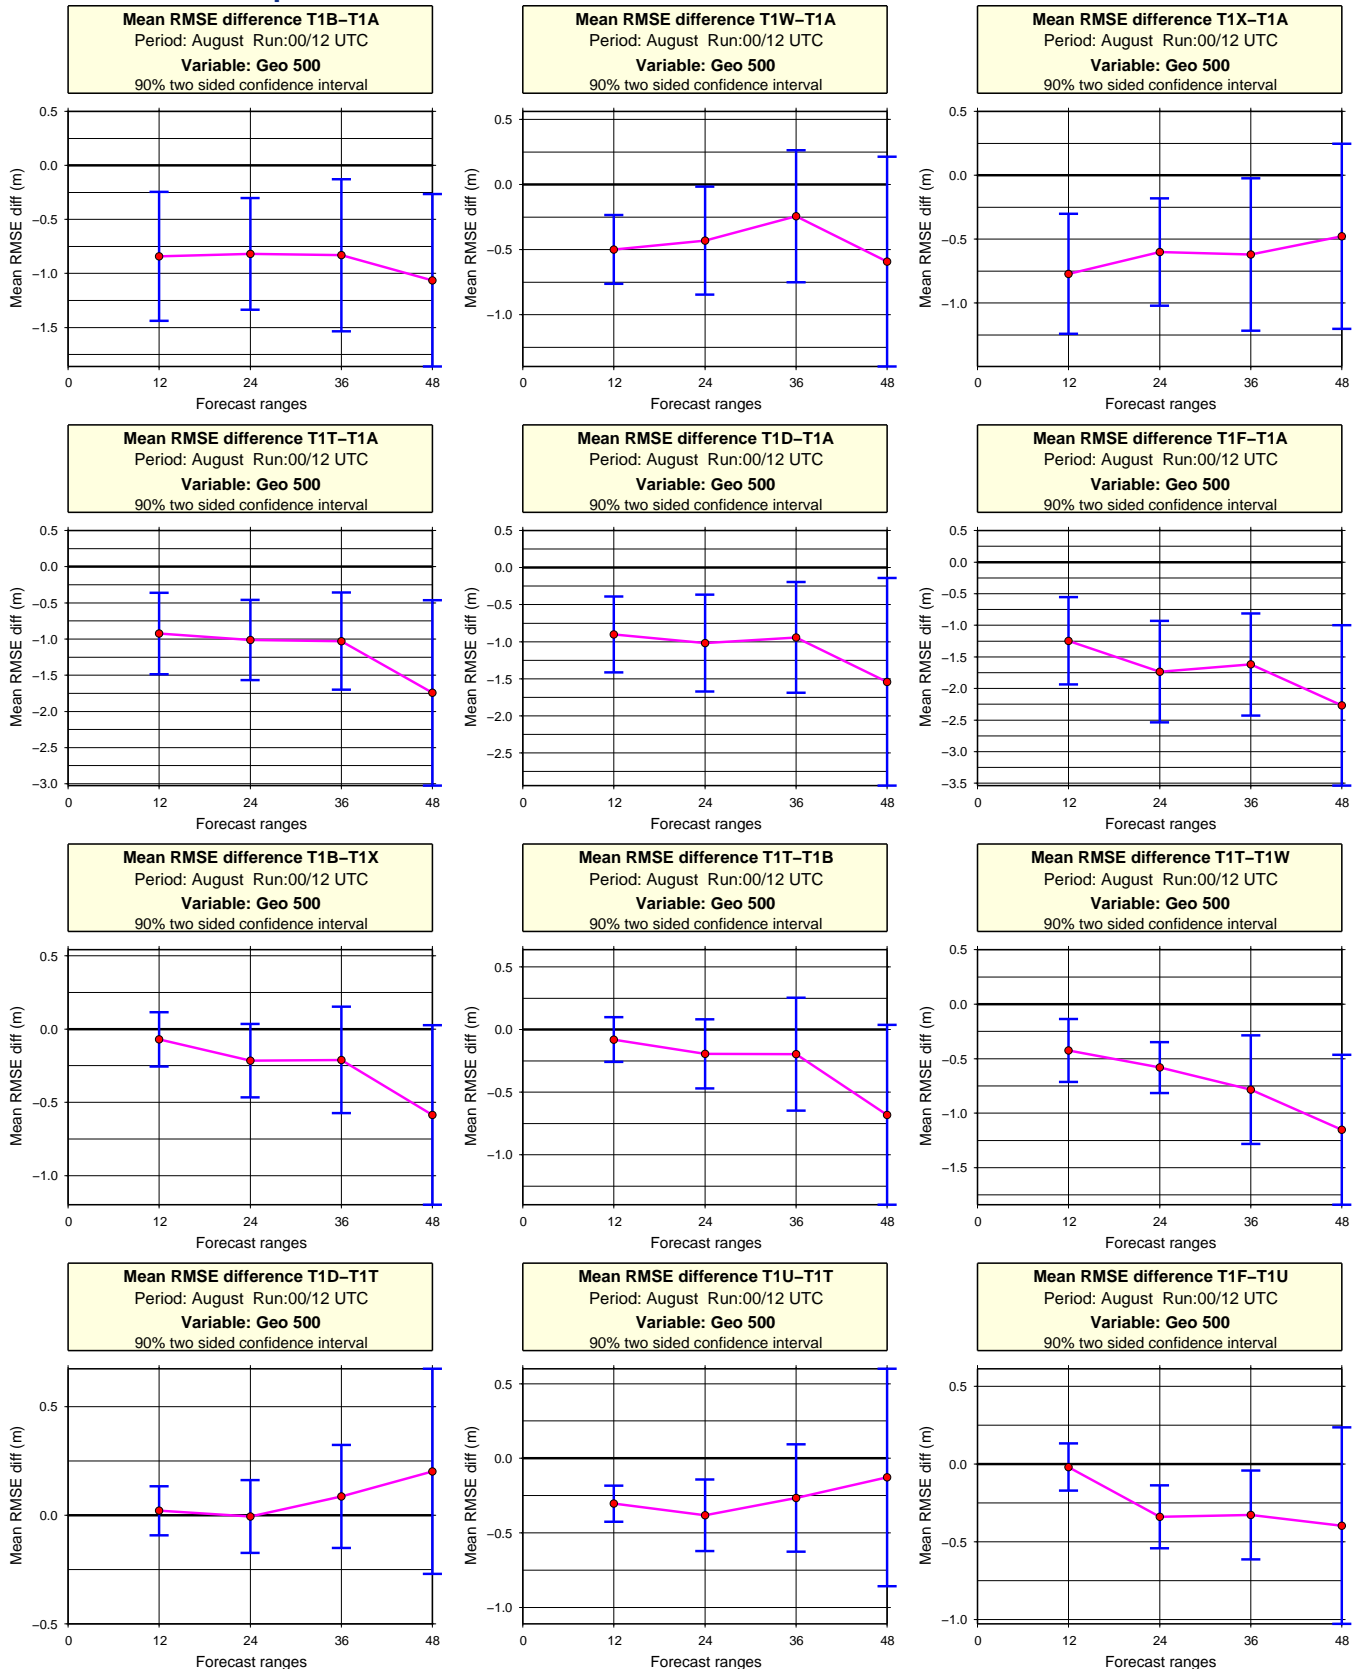 Mean RMSE difference T1B−T1A
Period: August Run:00/12 UTC
Variable: Geo 500
90% two sided confidence interval
Mean RMSE diff (m)
0.5
0.0
−0.5
−1.0
−1.5
0 12 24 36 48
Forecast ranges
Mean RMSE difference T1W−T1A
Period: August Run:00/12 UTC
Variable: Geo 500
90% two sided confidence interval
Mean RMSE diff (m)
0.5
0.0
−0.5
−1.0
0 12 24 36 48
Forecast ranges
Mean RMSE difference T1X−T1A
Period: August Run:00/12 UTC
Variable: Geo 500
90% two sided confidence interval
Mean RMSE diff (m)
0.5
0.0
−0.5
−1.0
0 12 24 36 48
Forecast ranges
Mean RMSE difference T1T−T1A
Period: August Run:00/12 UTC
Variable: Geo 500
90% two sided confidence interval
Mean RMSE diff (m)
0.5
0.0
−0.5
−1.0
−1.5
−2.0
−2.5
−3.0
0 12 24 36 48
Forecast ranges
Mean RMSE difference T1D−T1A
Period: August Run:00/12 UTC
Variable: Geo 500
90% two sided confidence interval
Mean RMSE diff (m)
0.5
0.0
−0.5
−1.0
−1.5
−2.0
−2.5
0 12 24 36 48
Forecast ranges
Mean RMSE difference T1F−T1A
Period: August Run:00/12 UTC
Variable: Geo 500
90% two sided confidence interval
Mean RMSE diff (m)
0.5
0.0
−0.5
−1.0
−1.5
−2.0
−2.5
−3.0
−3.5
0 12 24 36 48
Forecast ranges
Mean RMSE difference T1B−T1X
Period: August Run:00/12 UTC
Variable: Geo 500
90% two sided confidence interval
Mean RMSE diff (m)
0.5
0.0
−0.5
−1.0
0 12 24 36 48
Forecast ranges
Mean RMSE difference T1T−T1B
Period: August Run:00/12 UTC
Variable: Geo 500
90% two sided confidence interval
Mean RMSE diff (m)
0.5
0.0
−0.5
−1.0
0 12 24 36 48
Forecast ranges
Mean RMSE difference T1T−T1W
Period: August Run:00/12 UTC
Variable: Geo 500
90% two sided confidence interval
Mean RMSE diff (m)
0.5
0.0
−0.5
−1.0
−1.5
0 12 24 36 48
Forecast ranges
Mean RMSE difference T1D−T1T
Period: August Run:00/12 UTC
Variable: Geo 500
90% two sided confidence interval
Mean RMSE diff (m)
0.5
0.0
−0.5
0 12 24 36 48
Forecast ranges
Mean RMSE difference T1U−T1T
Period: August Run:00/12 UTC
Variable: Geo 500
90% two sided confidence interval
Mean RMSE diff (m)
0.5
0.0
−0.5
−1.0
0 12 24 36 48
Forecast ranges
Mean RMSE difference T1F−T1U
Period: August Run:00/12 UTC
Variable: Geo 500
90% two sided confidence interval
Mean RMSE diff (m)
0.5
0.0
−0.5
−1.0
0 12 24 36 48
Forecast ranges